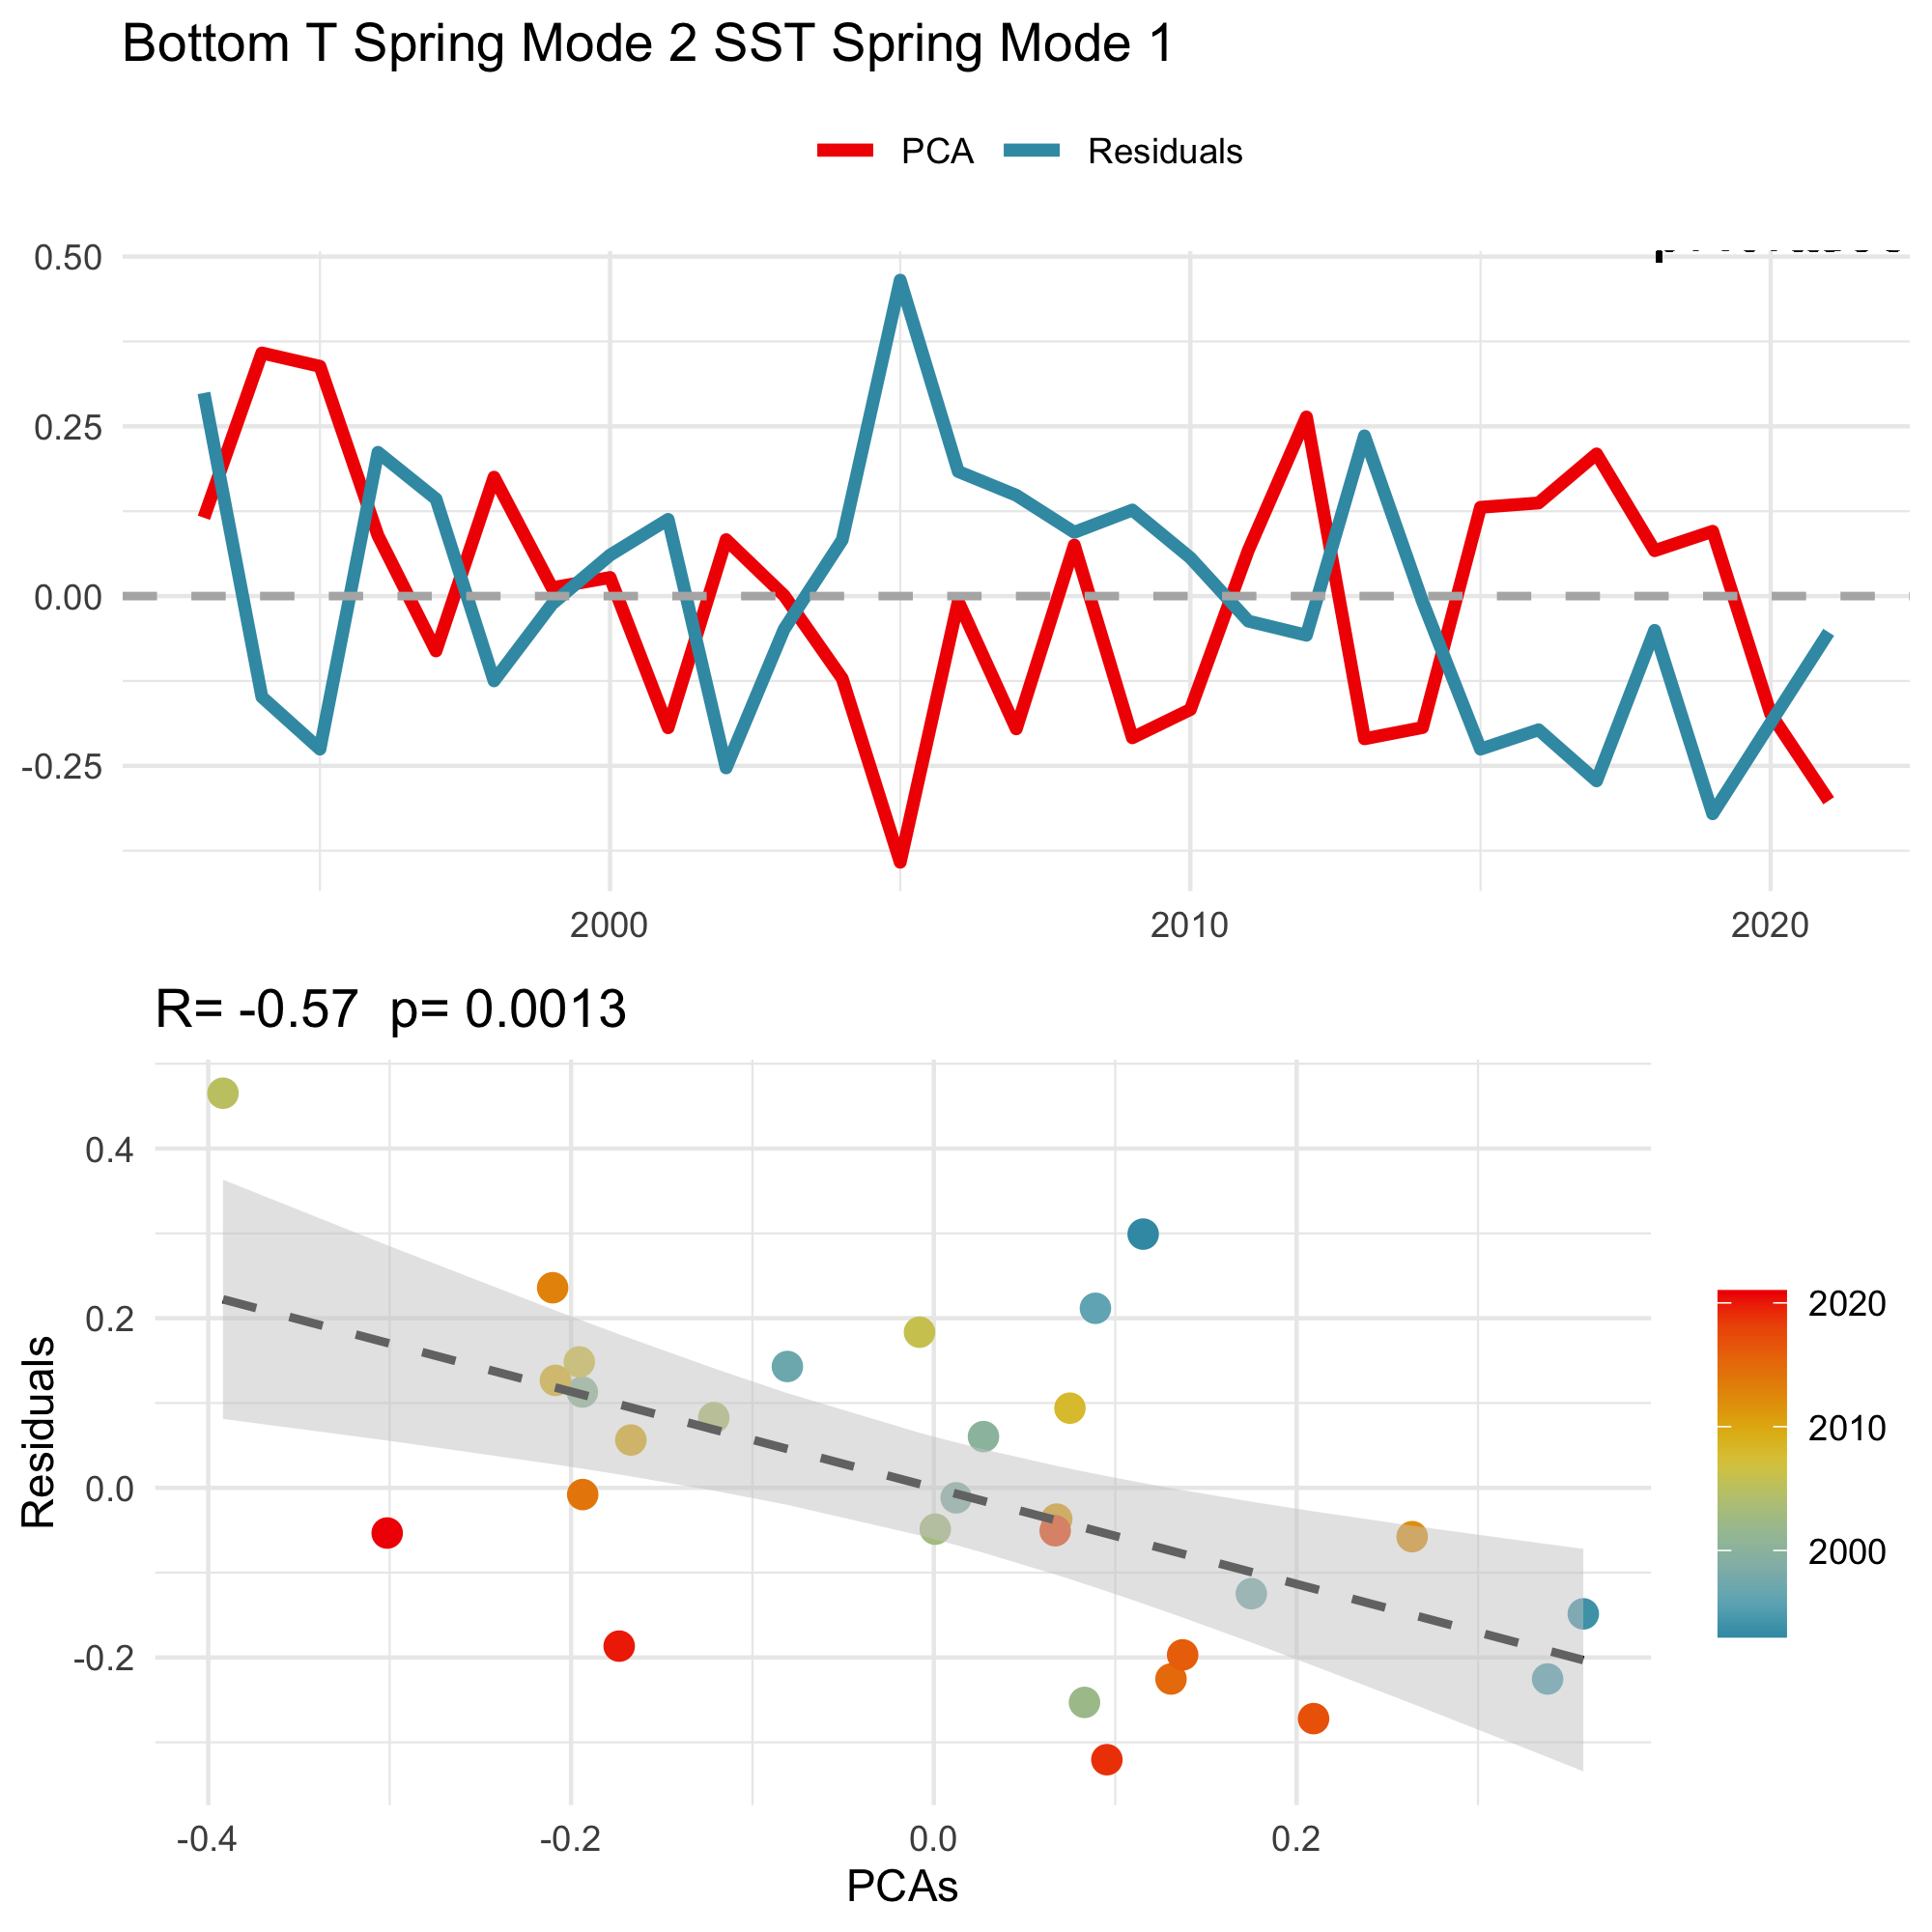 Bottom T Spring Mode 2 SST Spring Mode 1
PCA Residuals
0.50
0.25
0.00
-0.25
2000 2010 2020
R= -0.57 p= 0.0013
Residuals
0.4
0.2
0.0
-0.2
-0.4 -0.2 0.0 0.2
PCAs
2020
2010
2000